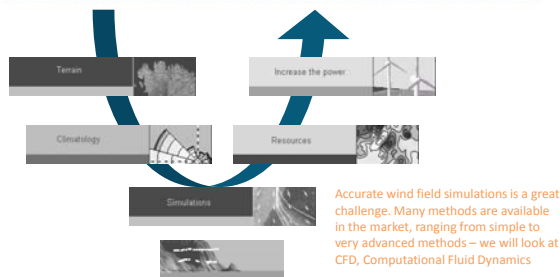 Terrain
Increase the power
Climatology
Resources
Simulations
Accurate wind field simulations is a great
challenge. Many methods are available
in the market, ranging from simple to
very advanced methods – we will look at
CFD, Computational Fluid Dynamics